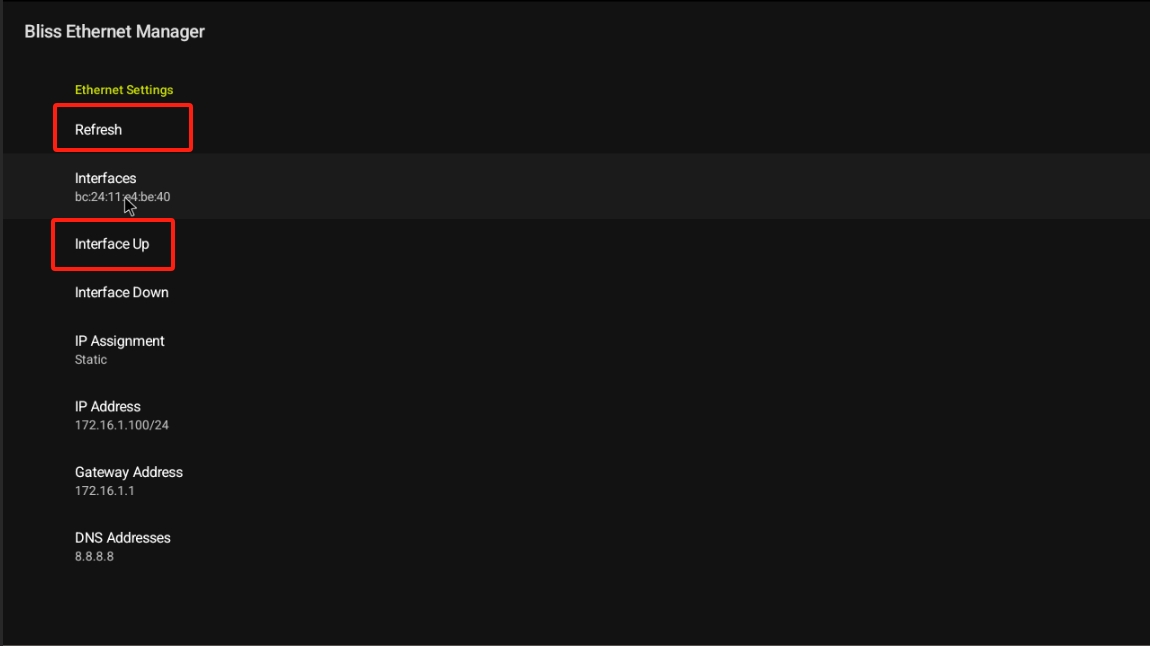 Bliss Ethernet Manager
Ethernet Settings
Refresh
Interfaces
bc:24:11:e4:be:40
Interface Up
Interface Down
IP Assignment
Static
IP Address
172.16.1.100/24
Gateway Address
172.16.1.1
DNS Addresses
8.8.8.8